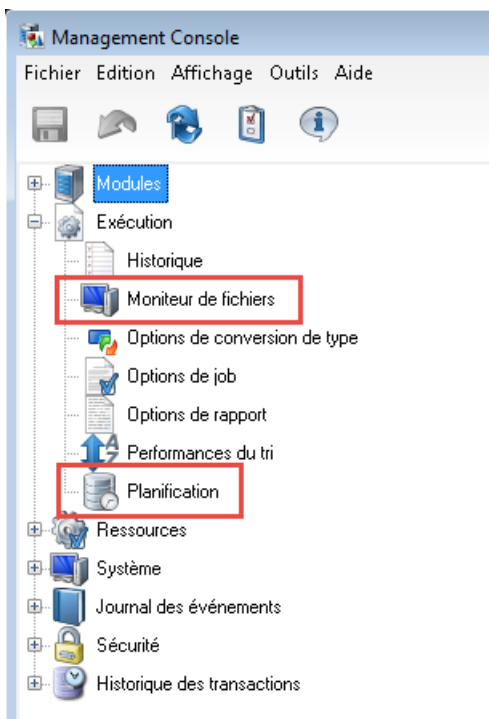 Management Console
Fichier Edition Affichage Outils Aide
Modules
Exécution
Historique
Moniteur de fichiers
Options de conversion de type
Options de job
Options de rapport
Performances du tri
Planification
Ressources
Système
Journal des événements
Sécurité
Historique des transactions